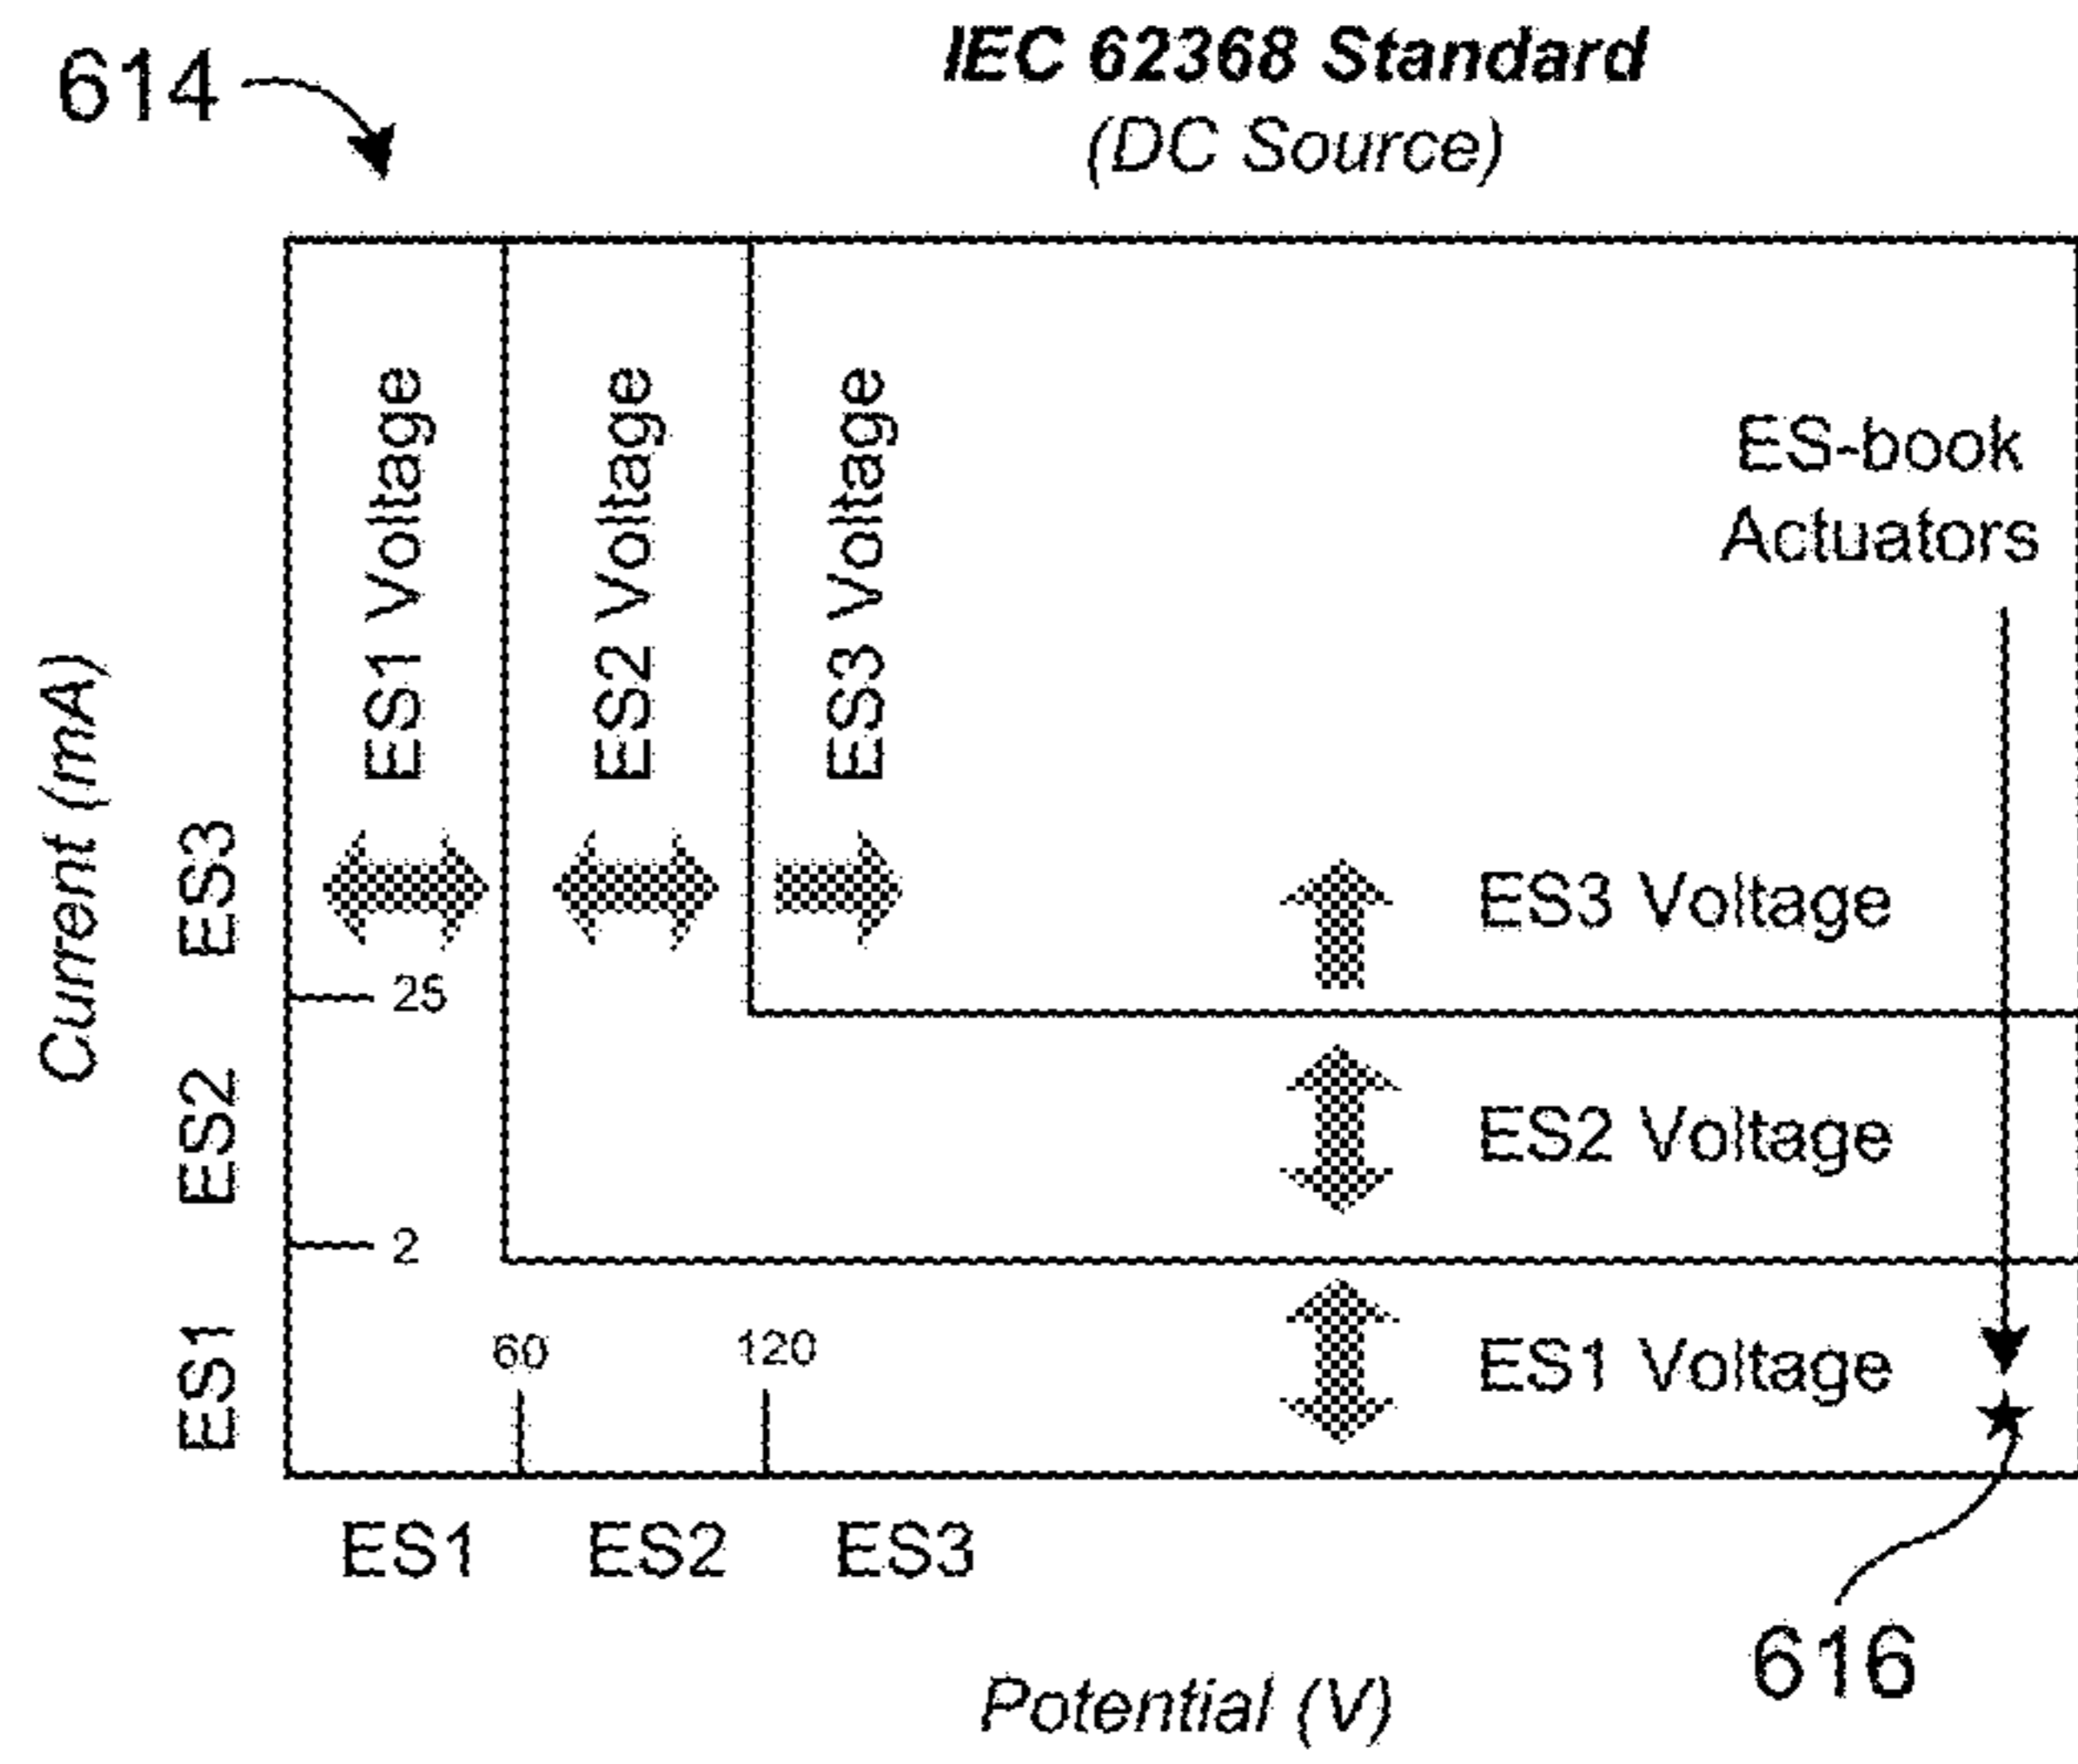 614
IEC 62368 Standard
(DC Source)
ES1 Voltage
ES2 Voltage
ES3 Voltage
ES-book
Actuators
Current (mA)
ES3
ES2
ES1
25
2
60
120
ES3 Voltage
ES2 Voltage
ES1 Voltage
ES1
ES2
ES3
616
Potential (V)